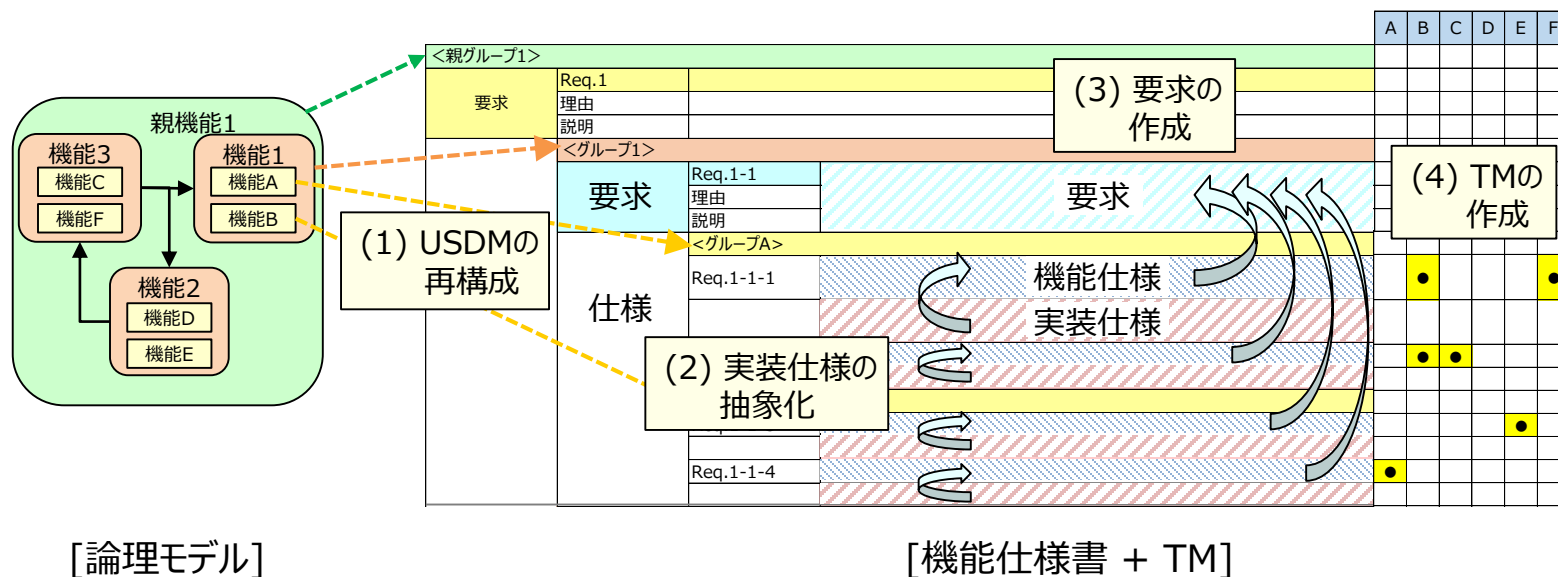 A B C D E F
<親グループ1>
要求
Req.1
理由
説明
(3) 要求の
作成
親機能1
機能3
機能C
機能F
機能1
機能A
機能B
機能2
機能D
機能E
<グループ1>
要求
Req.1-1
理由
説明
要求
(4) TMの
作成
(1) USDMの
再構成
<グループA>
仕様
Req.1-1-1
機能仕様
実装仕様
● ●
(2) 実装仕様の
抽象化
● ●
●
Req.1-1-4
●
[論理モデル]
[機能仕様書 + TM]